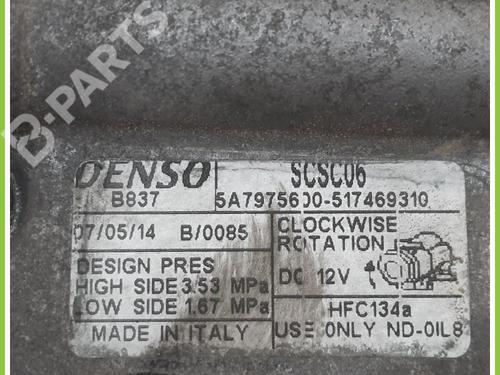 B-PARTS
DENSO
SCSC06
B837
5A7975600-517469310
07/05/14 B/0085
CLOCKWISE
ROTATION
DC 12V
DESIGN PRES
HIGH SIDE 3.53 MPa
LOW SIDE 1.67 MPa
HFC134a
MADE IN ITALY
USE ONLY ND-OIL8
B-PARTS